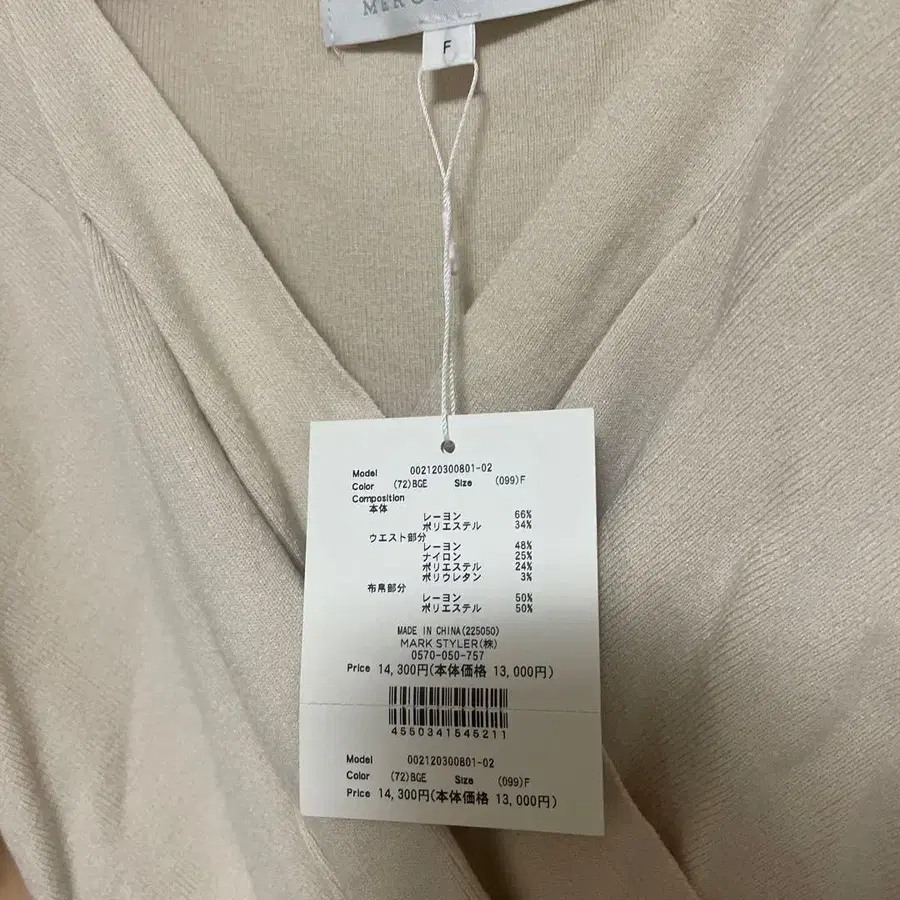 F
Model 002120300801-02
Color (72)BGE Size (099)F
Composition
本体
レーヨン 66%
ポリエステル 34%
ウエスト部分
レーヨン 48%
ナイロン 25%
ポリエステル 24%
ポリウレタン 3%
布帛部分
レーヨン 50%
ポリエステル 50%
MADE IN CHINA(225050)
MARK STYLER(株)
0570-050-757
Price 14,300円(本体価格 13,000円)
4550341545211
Model 002120300801-02
Color (72)BGE Size (099)F
Price 14,300円(本体価格 13,000円)